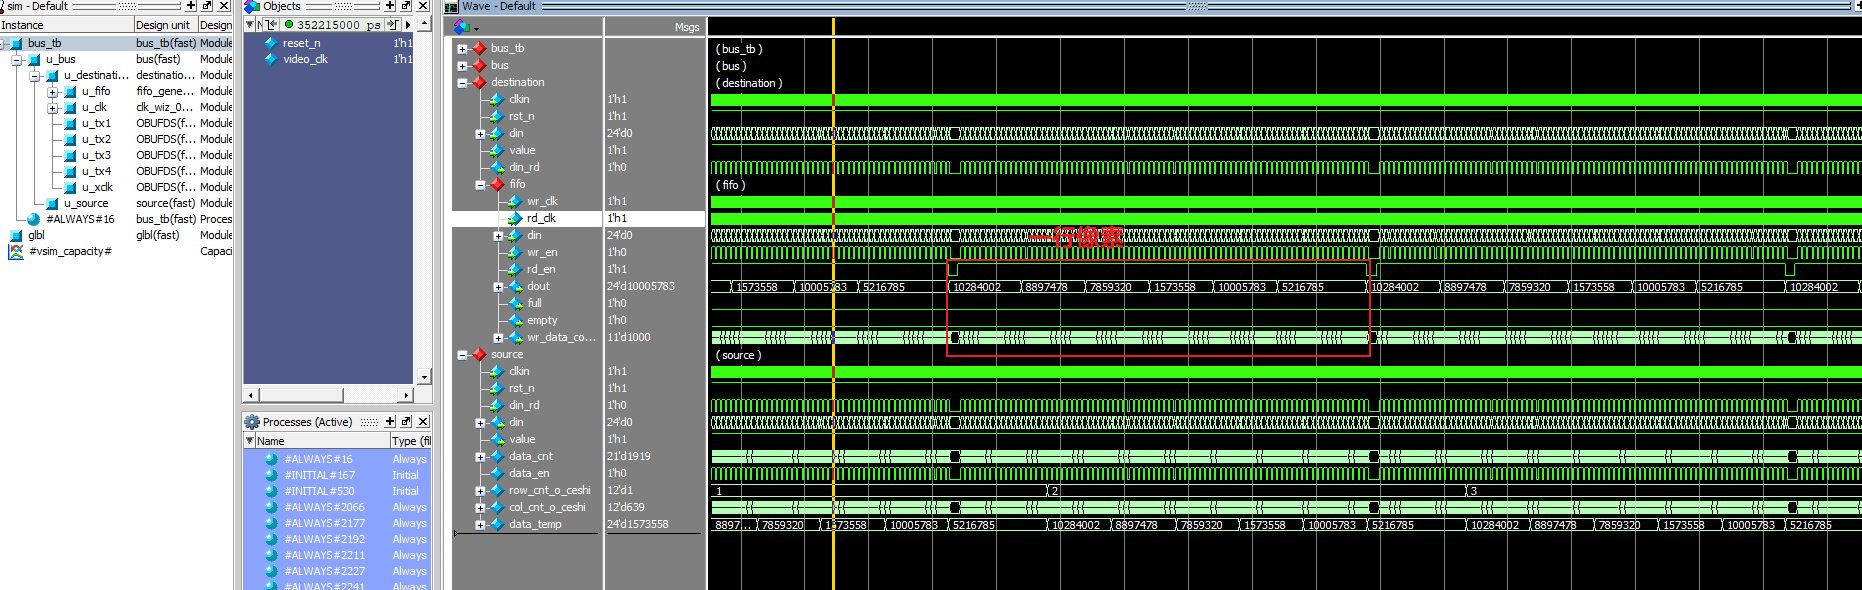 sim - Default
Instance Design unit Design
bus_tb bus_tb(fast) Module
u_bus bus(fast) Module
u_destinati... destinatio... Module
u_fifo fifo_gene... Module
u_clk clk_wiz_0... Module
u_tx1 OBUFDS(f... Module
u_tx2 OBUFDS(f... Module
u_tx3 OBUFDS(f... Module
u_tx4 OBUFDS(f... Module
u_xclk OBUFDS(f... Module
u_source source(fast) Module
#ALWAYS#16 bus_tb(fast) Proces
glbl glbl(fast) Module
#vsim_capacity# Capaci
Objects
352215000 ps
reset_n 1'h1
video_clk 1'h1
Processes (Active)
Name Type (fil
#ALWAYS#16 Always
#INITIAL#167 Initial
#INITIAL#530 Initial
#ALWAYS#2066 Always
#ALWAYS#2177 Always
#ALWAYS#2192 Always
#ALWAYS#2211 Always
#ALWAYS#2227 Always
#ALWAYS#2241 Always
Wave - Default
Msgs
bus_tb (bus_tb)
bus (bus)
destination (destination)
clkin 1'h1
rst_n 1'h1
din 24'd0
value 1'h1
din_rd 1'h0
fifo (fifo)
wr_clk 1'h1
rd_clk 1'h1
din 24'd0
一行像素
wr_en 1'h0
rd_en 1'h1
dout 24'd10005783 1573558 10005783 5216785 10284002 8897478 7859320 1573558 10005783 5216785 10284002 8897478 7859320 1573558 10005783 5216785 10284002
full 1'h0
empty 1'h0
wr_data_co... 11'd1000
source (source)
clkin 1'h1
rst_n 1'h1
din_rd 1'h0
din 24'd0
value 1'h1
data_cnt 21'd1919
data_en 1'h0
row_cnt_o_ceshi 12'd1 1 2 3
col_cnt_o_ceshi 12'd639
data_temp 24'd1573558 8897... 7859320 1573558 10005783 5216785 10284002 8897478 7859320 1573558 10005783 5216785 10284002 8897478 7859320 1573558 10005783 5216785